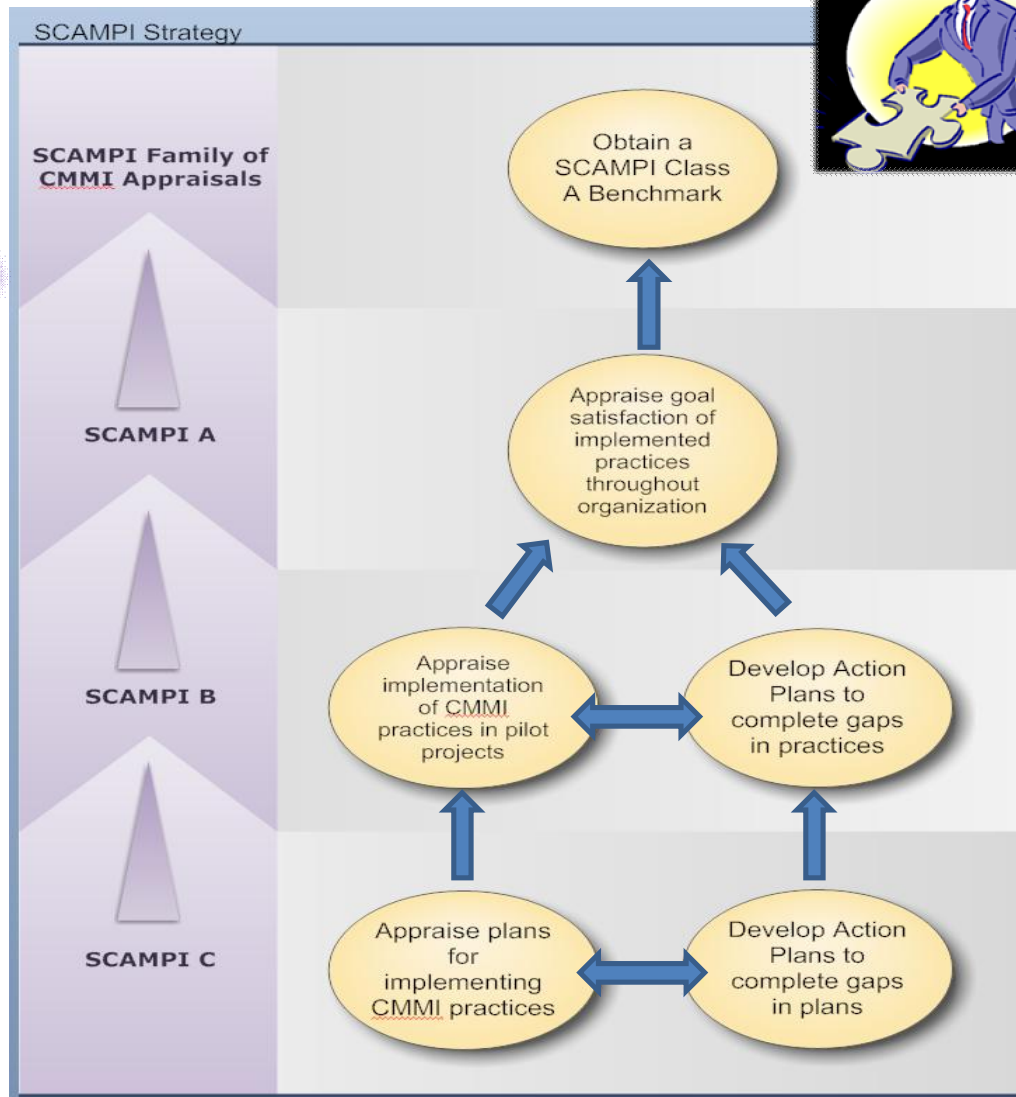 SCAMPI Strategy
SCAMPI Family of
CMMI Appraisals
Obtain a
SCAMPI Class
A Benchmark
SCAMPI A
Appraise goal
satisfaction of
implemented
practices
throughout
organization
SCAMPI B
Appraise
implementation
of CMMI
practices in pilot
projects
Develop Action
Plans to
complete gaps
in practices
SCAMPI C
Appraise plans
for
implementing
CMMI practices
Develop Action
Plans to
complete gaps
in plans